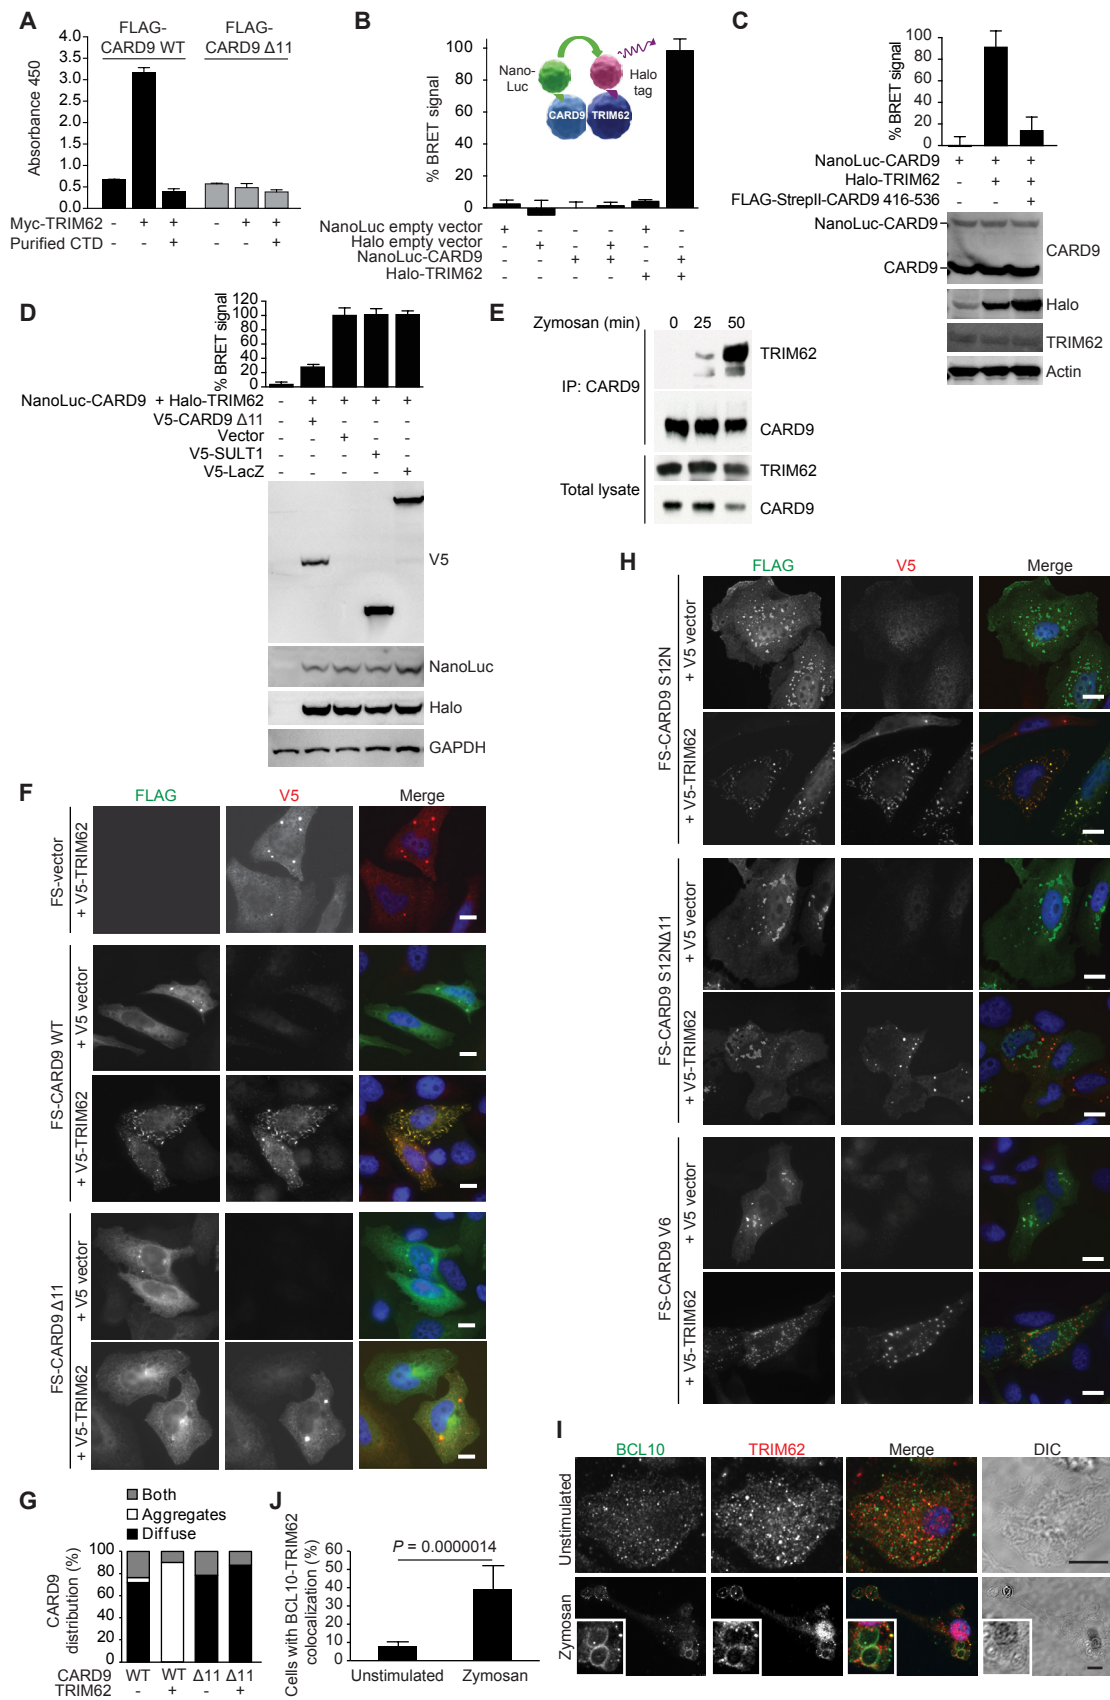 A
FLAG-
CARD9 WT
FLAG-
CARD9 Δ11
4.0
3.5
3.0
2.5
2.0
1.5
1.0
0.5
0
Absorbance 450
Myc-TRIM62 - + + - + +
Purified CTD - - + - - +
B
100
80
60
40
20
0
% BRET signal
Nano-
Luc
Halo
tag
CARD9
TRIM62
NanoLuc empty vector + - - - + -
Halo empty vector - + - + - -
NanoLuc-CARD9 - - + + - +
Halo-TRIM62 - - - - + +
C
100
80
60
40
20
0
% BRET signal
NanoLuc-CARD9 + + +
Halo-TRIM62 - + +
FLAG-StrepII-CARD9 416-536 - - +
NanoLuc-CARD9
CARD9
CARD9
Halo
TRIM62
Actin
D
120
100
80
60
40
20
0
% BRET signal
NanoLuc-CARD9 + Halo-TRIM62 - + + + +
V5-CARD9 Δ11 - + - - -
Vector - - + - -
V5-SULT1 - - - + -
V5-LacZ - - - - +
V5
NanoLuc
Halo
GAPDH
E
Zymosan (min) 0 25 50
IP: CARD9
TRIM62
CARD9
Total lysate
TRIM62
CARD9
F
FLAG V5 Merge
FS-vector
+ V5-TRIM62
FS-CARD9 WT
+ V5 vector
+ V5-TRIM62
FS-CARD9 Δ11
+ V5 vector
+ V5-TRIM62
G
Both
Aggregates
Diffuse
100
80
60
40
20
0
CARD9
distribution (%)
CARD9 WT WT Δ11 Δ11
TRIM62 - + - +
H
FLAG V5 Merge
FS-CARD9 S12N
+ V5 vector
+ V5-TRIM62
FS-CARD9 S12NΔ11
+ V5 vector
+ V5-TRIM62
FS-CARD9 V6
+ V5 vector
+ V5-TRIM62
I
BCL10 TRIM62 Merge DIC
Unstimulated
Zymosan
J
Cells with BCL10-TRIM62
colocalization (%)
60
50
40
30
20
10
0
P = 0.0000014
Unstimulated Zymosan